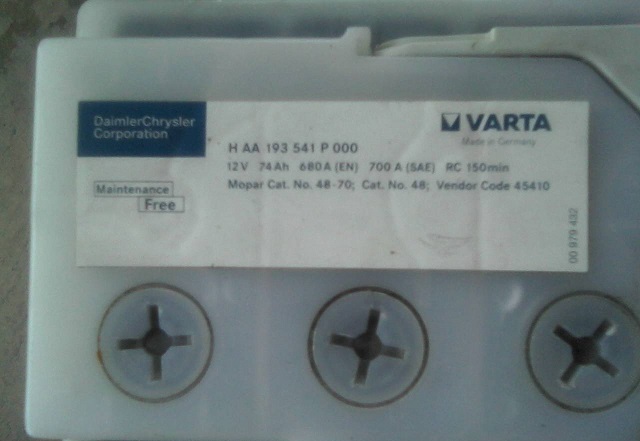 DaimlerChrysler
Corporation
VARTA
Made in Germany
H AA 193 541 P 000
12V 74Ah 680A (EN) 700 A (SAE) RC 150min
Mopar Cat. No. 48-70; Cat. No. 48; Vendor Code 45410
Maintenance
Free
00 979 432